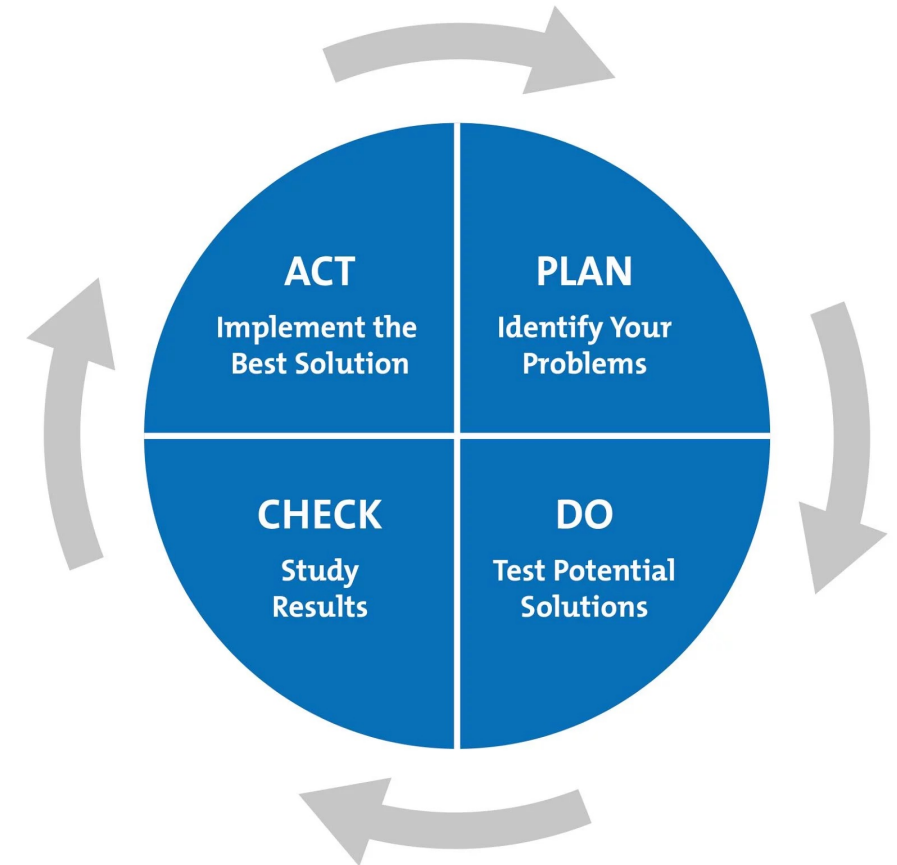 ACT
Implement the
Best Solution
PLAN
Identify Your
Problems
CHECK
Study
Results
DO
Test Potential
Solutions